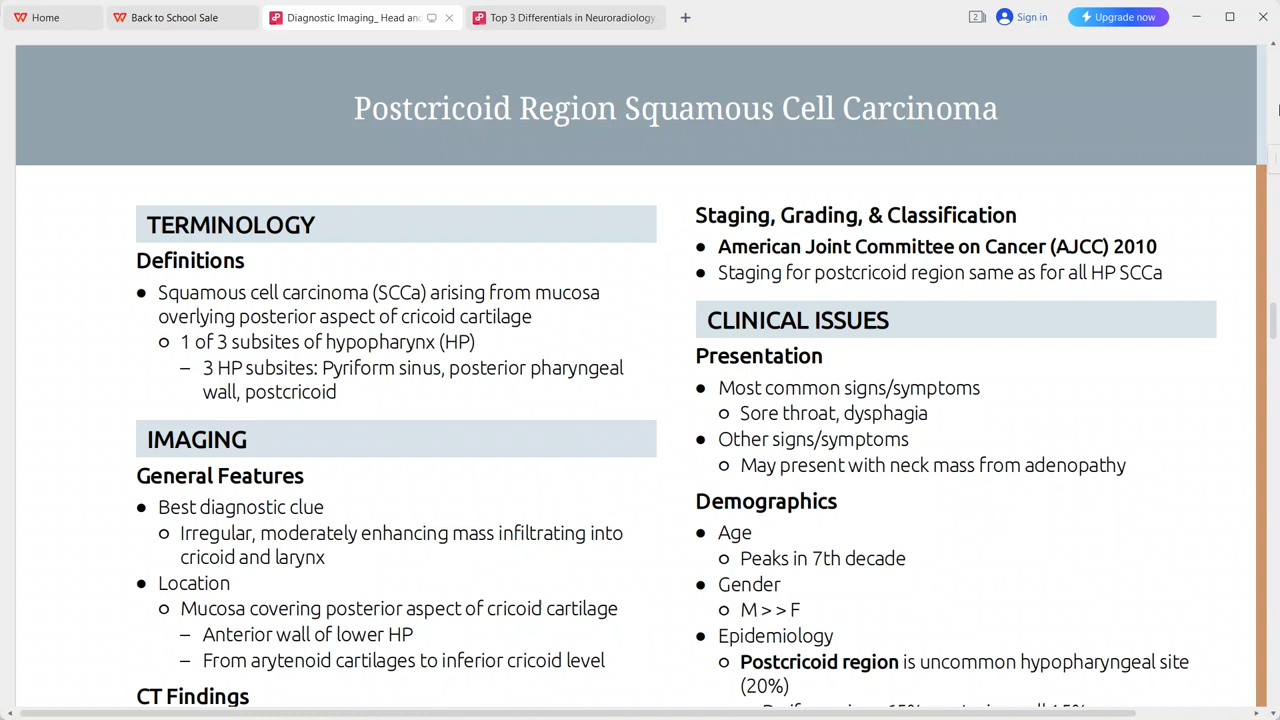 Home
Back to School Sale
Diagnostic Imaging_ Head and
Top 3 Differentials in Neuroradiology
2
Sign in
Upgrade now
Postcricoid Region Squamous Cell Carcinoma
TERMINOLOGY
Definitions
● Squamous cell carcinoma (SCCa) arising from mucosa
overlying posterior aspect of cricoid cartilage
○ 1 of 3 subsites of hypopharynx (HP)
– 3 HP subsites: Pyriform sinus, posterior pharyngeal
wall, postcricoid
IMAGING
General Features
● Best diagnostic clue
○ Irregular, moderately enhancing mass infiltrating into
cricoid and larynx
● Location
○ Mucosa covering posterior aspect of cricoid cartilage
– Anterior wall of lower HP
– From arytenoid cartilages to inferior cricoid level
CT Findings
Staging, Grading, & Classification
● American Joint Committee on Cancer (AJCC) 2010
● Staging for postcricoid region same as for all HP SCCa
CLINICAL ISSUES
Presentation
● Most common signs/symptoms
○ Sore throat, dysphagia
● Other signs/symptoms
○ May present with neck mass from adenopathy
Demographics
● Age
○ Peaks in 7th decade
● Gender
○ M > > F
● Epidemiology
○ Postcricoid region is uncommon hypopharyngeal site
(20%)